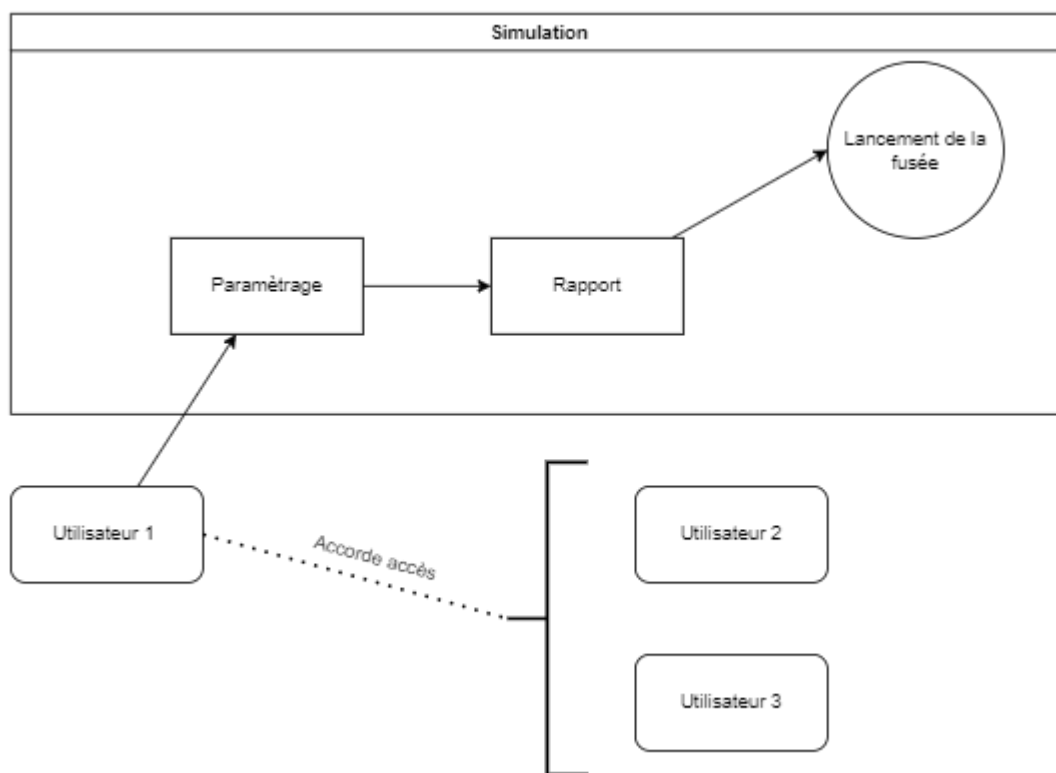 Simulation
Lancement de la
fusée
Paramètrage
Rapport
Utilisateur 1
Accorde accès
Utilisateur 2
Utilisateur 3